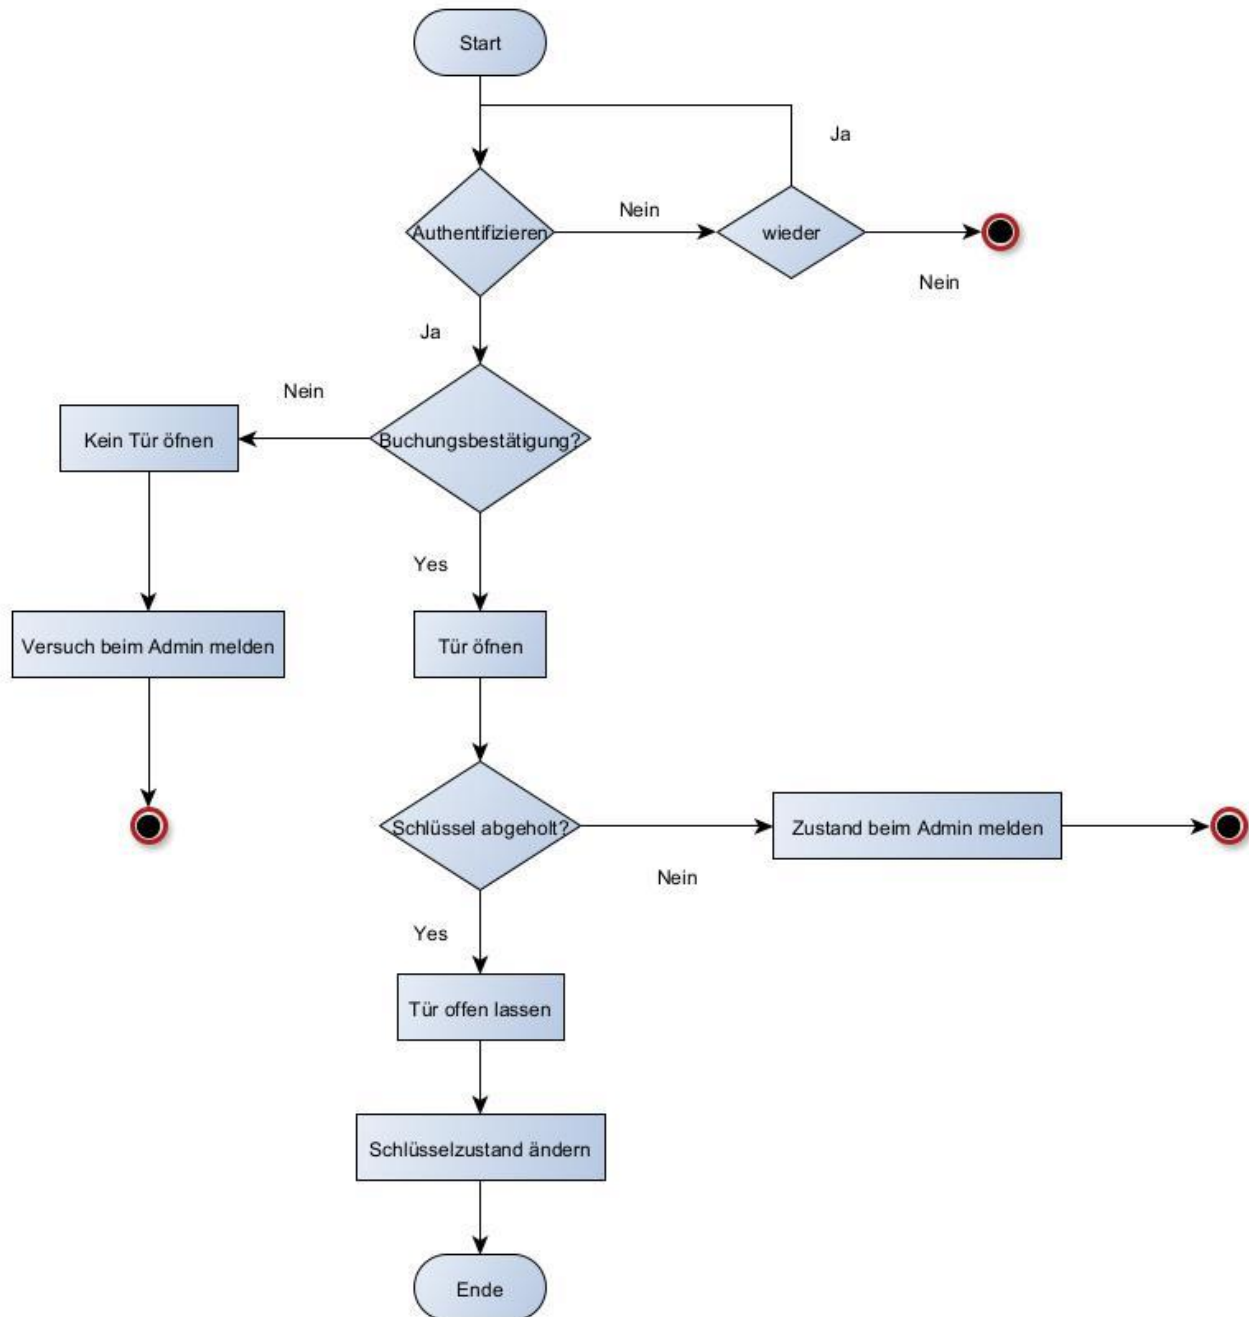 Start
Ja
Authentifizieren
Nein
wieder
Nein
Ja
Nein
Kein Tür öfnen
Buchungsbestätigung?
Yes
Versuch beim Admin melden
Tür öfnen
Schlüssel abgeholt?
Zustand beim Admin melden
Nein
Yes
Tür offen lassen
Schlüsselzustand ändern
Ende